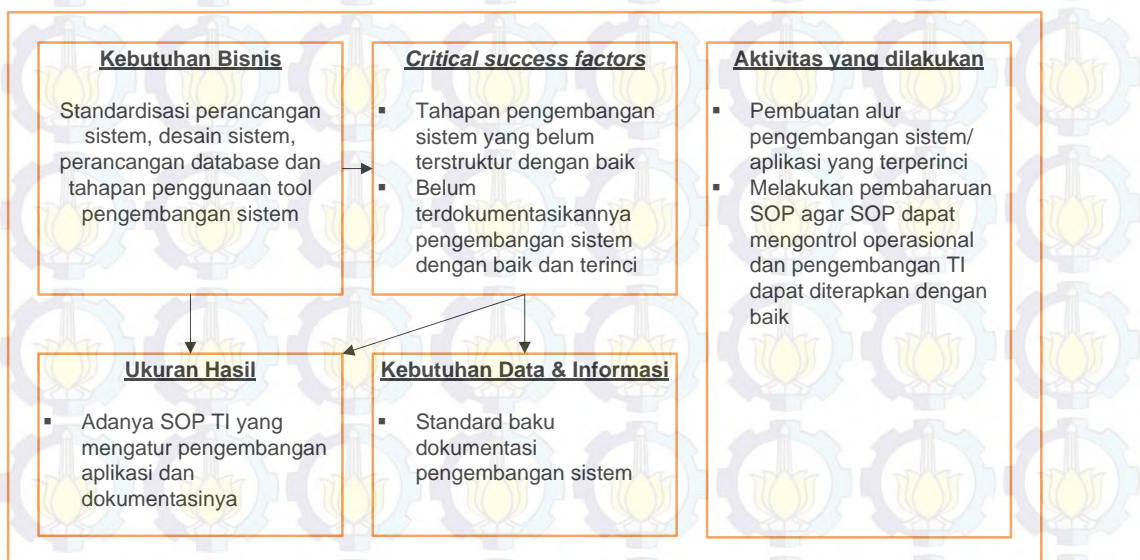 Kebutuhan Bisnis
Standardisasi perancangan
sistem, desain sistem,
perancangan database dan
tahapan penggunaan tool
pengembangan sistem
Critical success factors
▪ Tahapan pengembangan
sistem yang belum
terstruktur dengan baik
▪ Belum
terdokumentasikannya
pengembangan sistem
dengan baik dan terinci
Aktivitas yang dilakukan
▪ Pembuatan alur
pengembangan sistem/
aplikasi yang terperinci
▪ Melakukan pembaharuan
SOP agar SOP dapat
mengontrol operasional
dan pengembangan TI
dapat diterapkan dengan
baik
Ukuran Hasil
▪ Adanya SOP TI yang
mengatur pengembangan
aplikasi dan
dokumentasinya
Kebutuhan Data & Informasi
▪ Standard baku
dokumentasi
pengembangan sistem